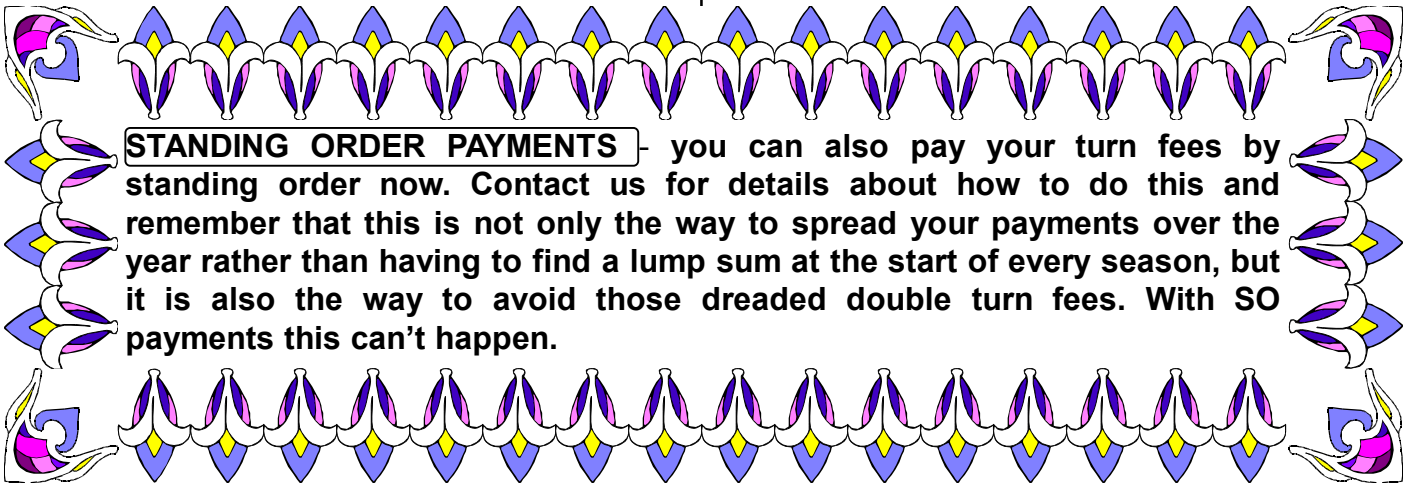 STANDING ORDER PAYMENTS - you can also pay your turn fees by
standing order now. Contact us for details about how to do this and
remember that this is not only the way to spread your payments over the
year rather than having to find a lump sum at the start of every season, but
it is also the way to avoid those dreaded double turn fees. With SO
payments this can’t happen.